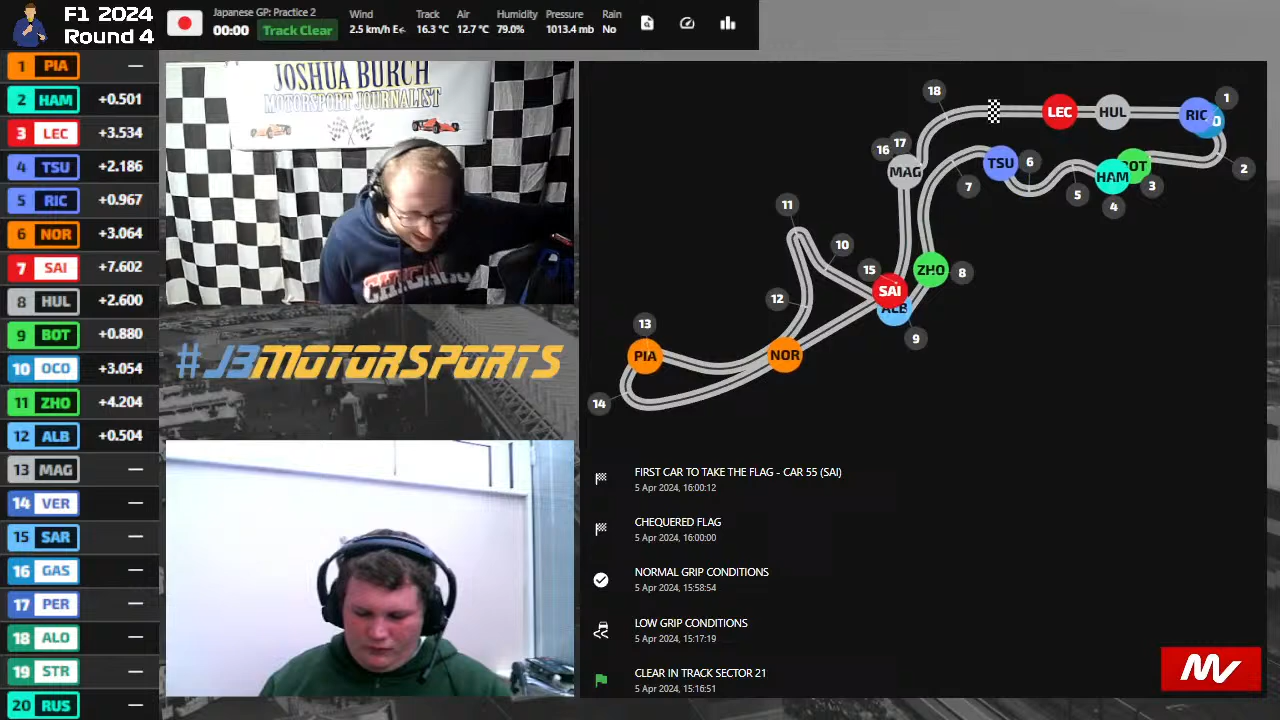 F1 2024
Round 4
Japanese GP: Practice 2
00:00 Track Clear
Wind Track Air Humidity Pressure Rain
2.5 km/h E 16.3 °C 12.7 °C 79.0% 1013.4 mb No
1 PIA —
2 HAM +0.501
3 LEC +3.534
4 TSU +2.186
5 RIC +0.967
6 NOR +3.064
7 SAI +7.602
8 HUL +2.600
9 BOT +0.880
10 OCO +3.054
11 ZHO +4.204
12 ALB +0.504
13 MAG —
14 VER —
15 SAR —
16 GAS —
17 PER —
18 ALO —
19 STR —
20 RUS —
JOSHUA BURCH
MOTORSPORT JOURNALIST
CHICAGO
#JBMOTORSPORTS
18
LEC
HUL
RIC
1
16
17
MAG
TSU
6
7
5
HAM
BOT
4
3
2
11
10
15
SAI
ZHO
8
ALB
9
12
13
PIA
NOR
14
FIRST CAR TO TAKE THE FLAG - CAR 55 (SAI)
5 Apr 2024, 16:00:12
CHEQUERED FLAG
5 Apr 2024, 16:00:00
NORMAL GRIP CONDITIONS
5 Apr 2024, 15:58:54
LOW GRIP CONDITIONS
5 Apr 2024, 15:17:19
CLEAR IN TRACK SECTOR 21
5 Apr 2024, 15:16:51
MV